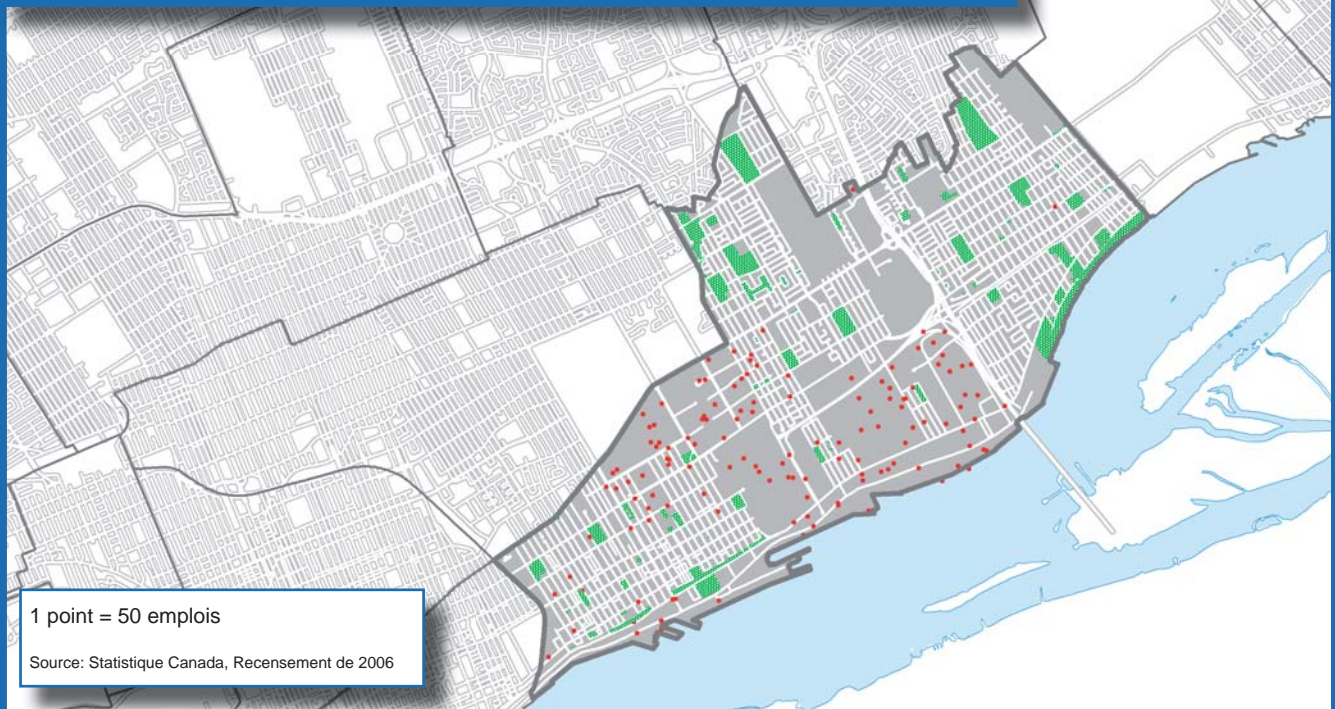 1 point = 50 emplois
Source: Statistique Canada, Recensement de 2006